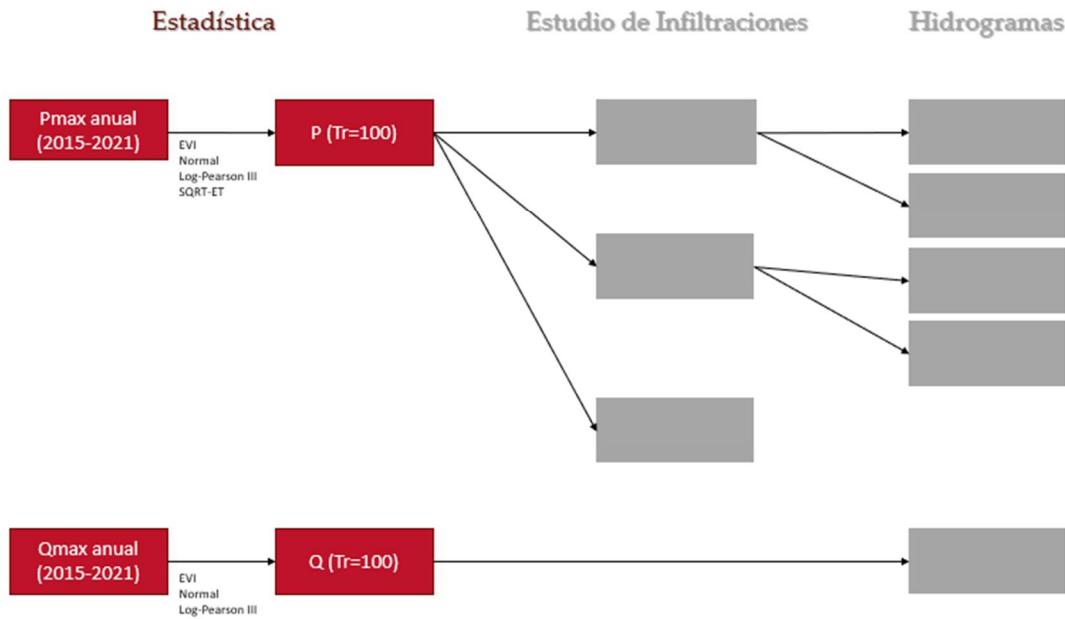 Estadística
Estudio de Infiltraciones
Hidrogramas
Pmax anual
(2015-2021)
EVI
Normal
Log-Pearson III
SQRT-ET
P (Tr=100)
Qmax anual
(2015-2021)
EVI
Normal
Log-Pearson III
Q (Tr=100)